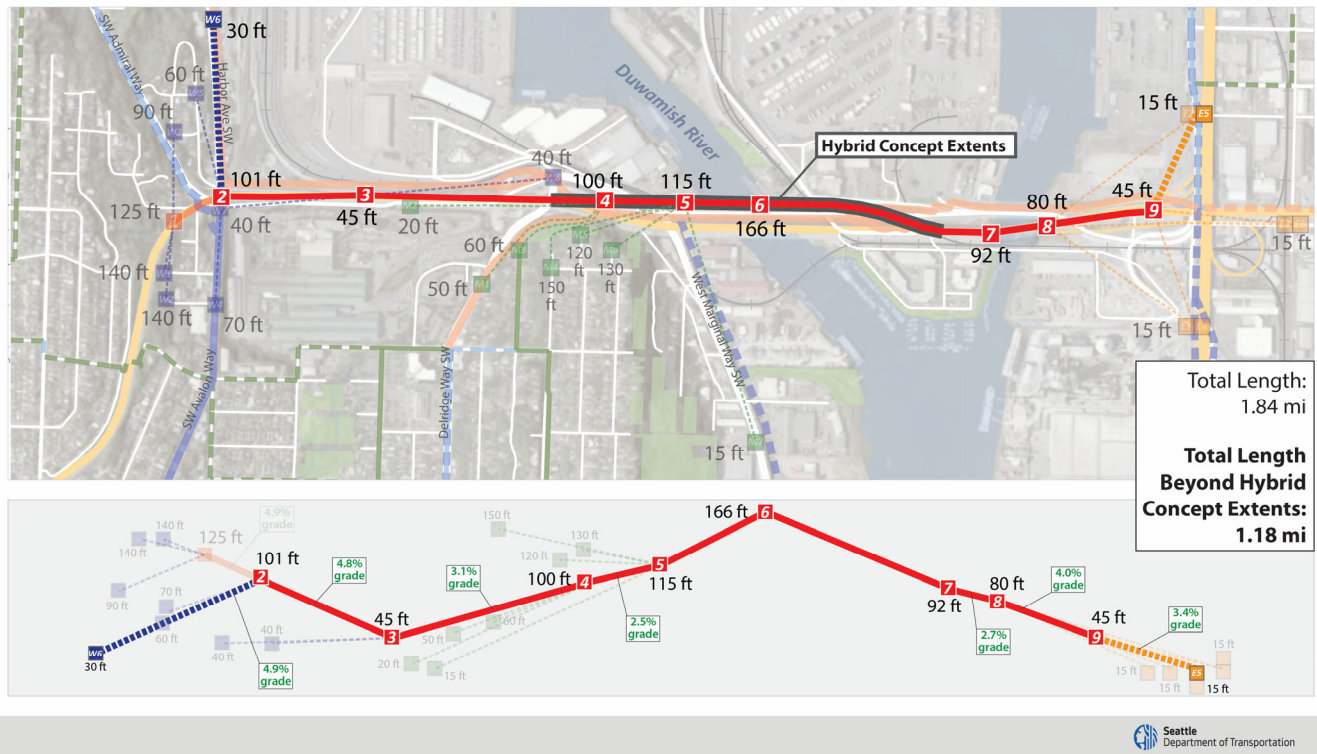 W6
30 ft
SW Admiral Way
60 ft
Harbor Ave SW
90 ft
Duwamish River
15 ft
E5
Hybrid Concept Extents
40 ft
101 ft
2
3
45 ft
100 ft
4
115 ft
5
6
166 ft
80 ft
8
45 ft
9
7
92 ft
125 ft
40 ft
20 ft
60 ft
120
ft
130
ft
150
ft
50 ft
140 ft
140 ft
70 ft
15 ft
15 ft
West Marginal Way SW
SW Avalon Way
Delridge Way SW
15 ft
Total Length:
1.84 mi
Total Length
Beyond Hybrid
Concept Extents:
1.18 mi
140 ft
140 ft
125 ft
4.9%
grade
101 ft
2
4.8%
grade
90 ft
70 ft
60 ft
W6
30 ft
4.9%
grade
40 ft
40 ft
45 ft
3
3.1%
grade
150 ft
130 ft
120 ft
100 ft
4
5
115 ft
2.5%
grade
50 ft
60 ft
20 ft
15 ft
166 ft
6
7
92 ft
80 ft
8
2.7%
grade
4.0%
grade
45 ft
9
3.4%
grade
15 ft
15 ft
15 ft
E5
15 ft
Seattle
Department of Transportation